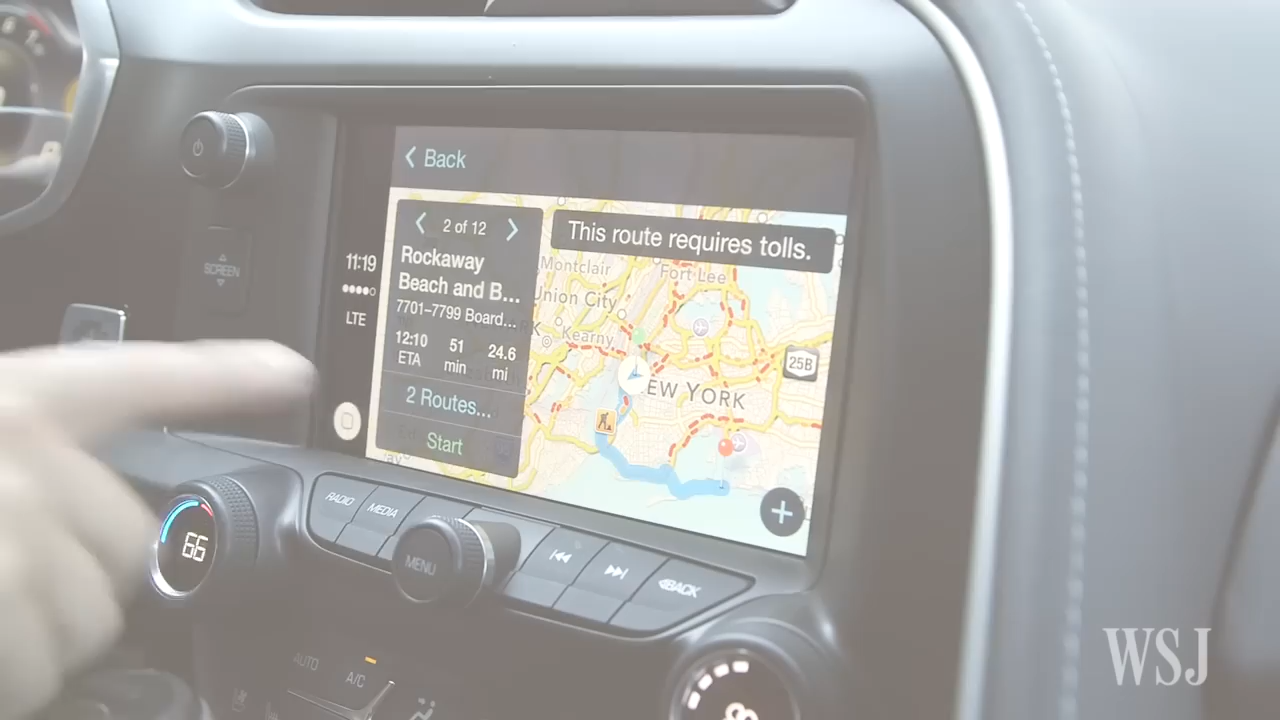 Back
2 of 12
This route requires tolls.
Rockaway
Beach and B...
7701–7799 Board...
12:10
ETA
51
min
24.6
mi
2 Routes...
Start
11:19
LTE
SCREEN
Montclair
Fort Lee
Union City
Kearny
25B
EW YORK
RADIO
MEDIA
MENU
BACK
66
AUTO
A/C
WSJ